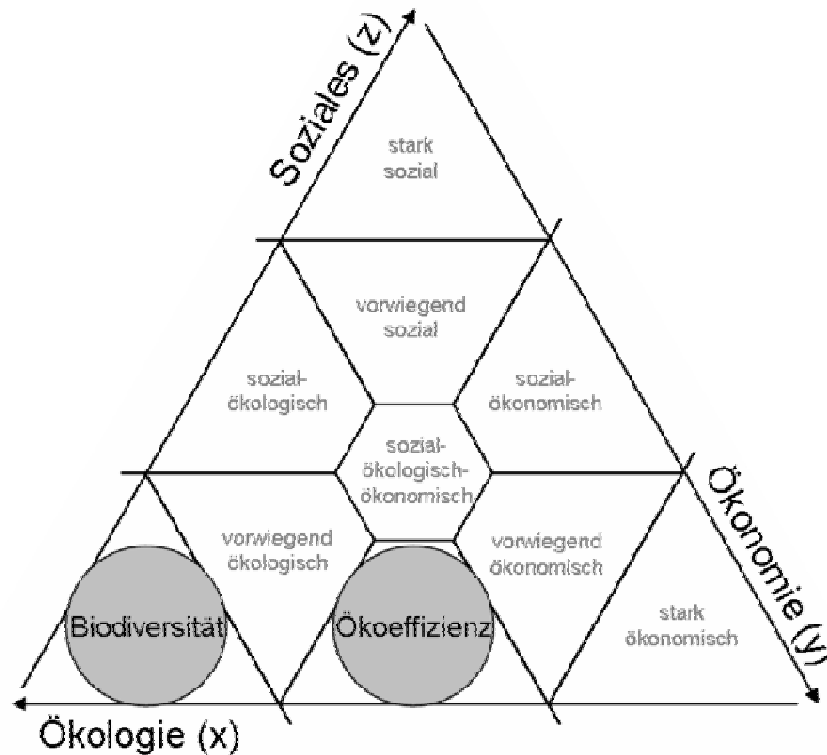 Soziales (z)
stark
sozial
vorwiegend
sozial
sozial-
ökologisch
sozial-
ökonomisch
sozial-
ökologisch-
ökonomisch
vorwiegend
ökologisch
vorwiegend
ökonomisch
Ökonomie (y)
Biodiversität
Ökoeffizienz
stark
ökonomisch
Ökologie (x)